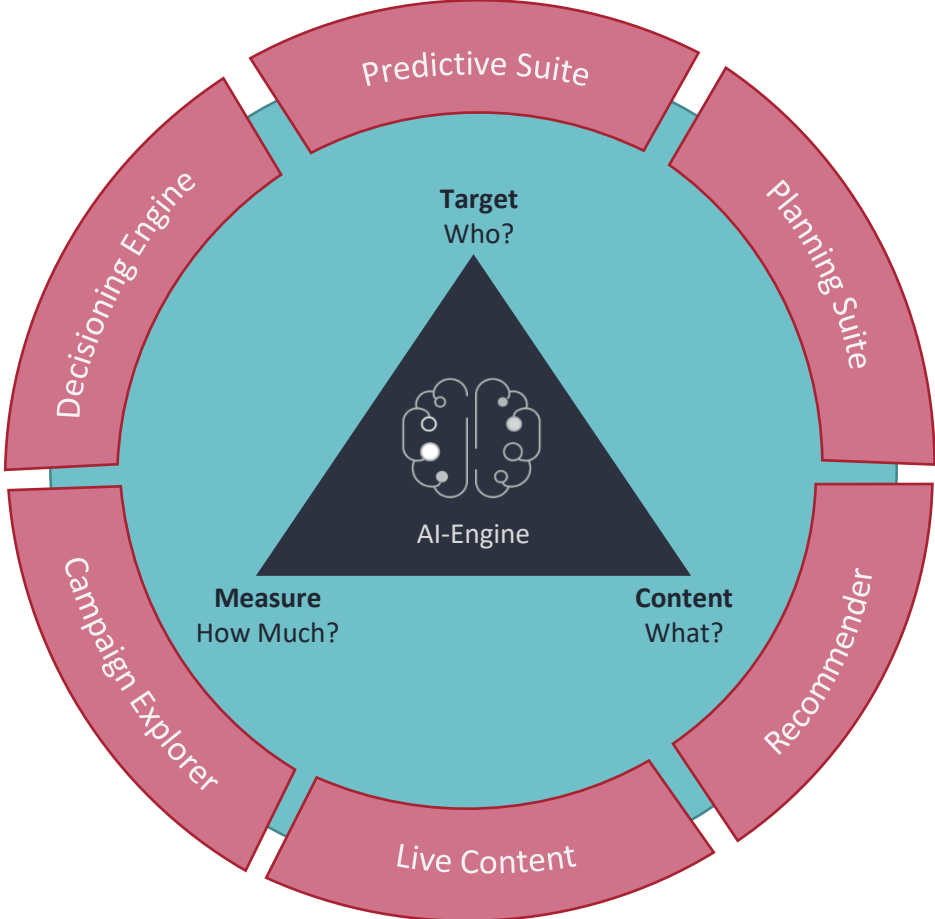 Predictive Suite
Planning Suite
Recommender
Live Content
Campaign Explorer
Decisioning Engine
Target
Who?
AI-Engine
Measure
How Much?
Content
What?